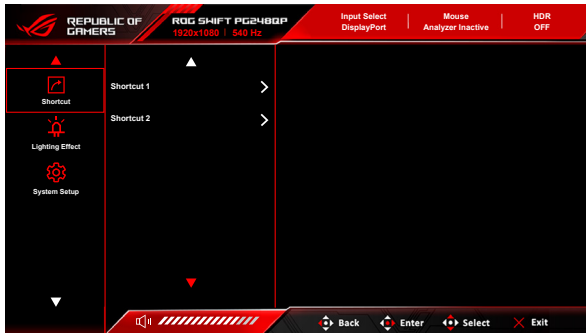 REPUBLIC OF
GAMERS
ROG SWIFT PG248QP
1920x1080 | 540 Hz
Input Select
DisplayPort
Mouse
Analyzer Inactive
HDR
OFF
Shortcut
Lighting Effect
System Setup
Shortcut 1
Shortcut 2
Back
Enter
Select
Exit